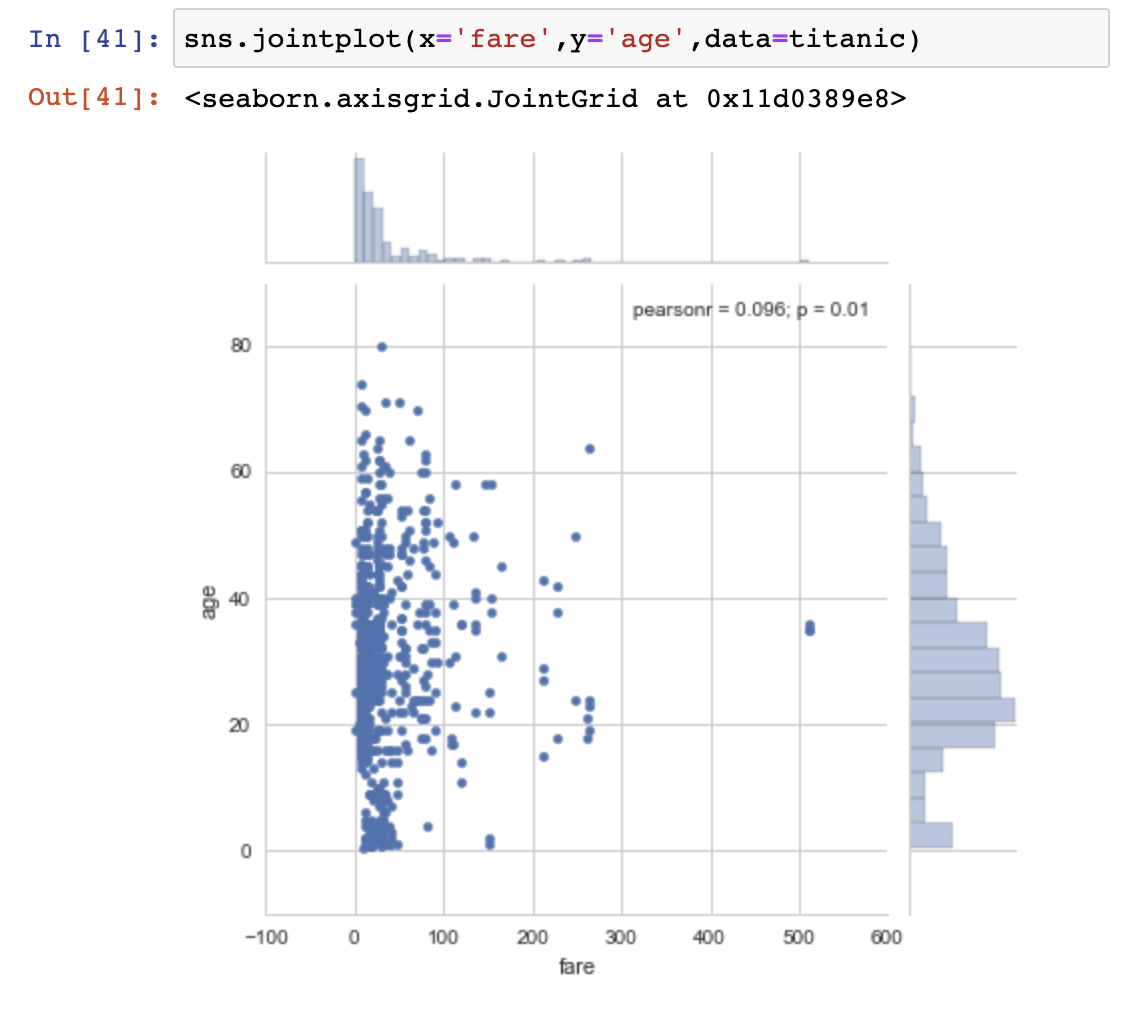 In [41]: sns.jointplot(x='fare',y='age',data=titanic)
Out[41]: <seaborn.axisgrid.JointGrid at 0x11d0389e8>
pearsonr = 0.096; p = 0.01
80
60
40
20
0
age
−100 0 100 200 300 400 500 600
fare